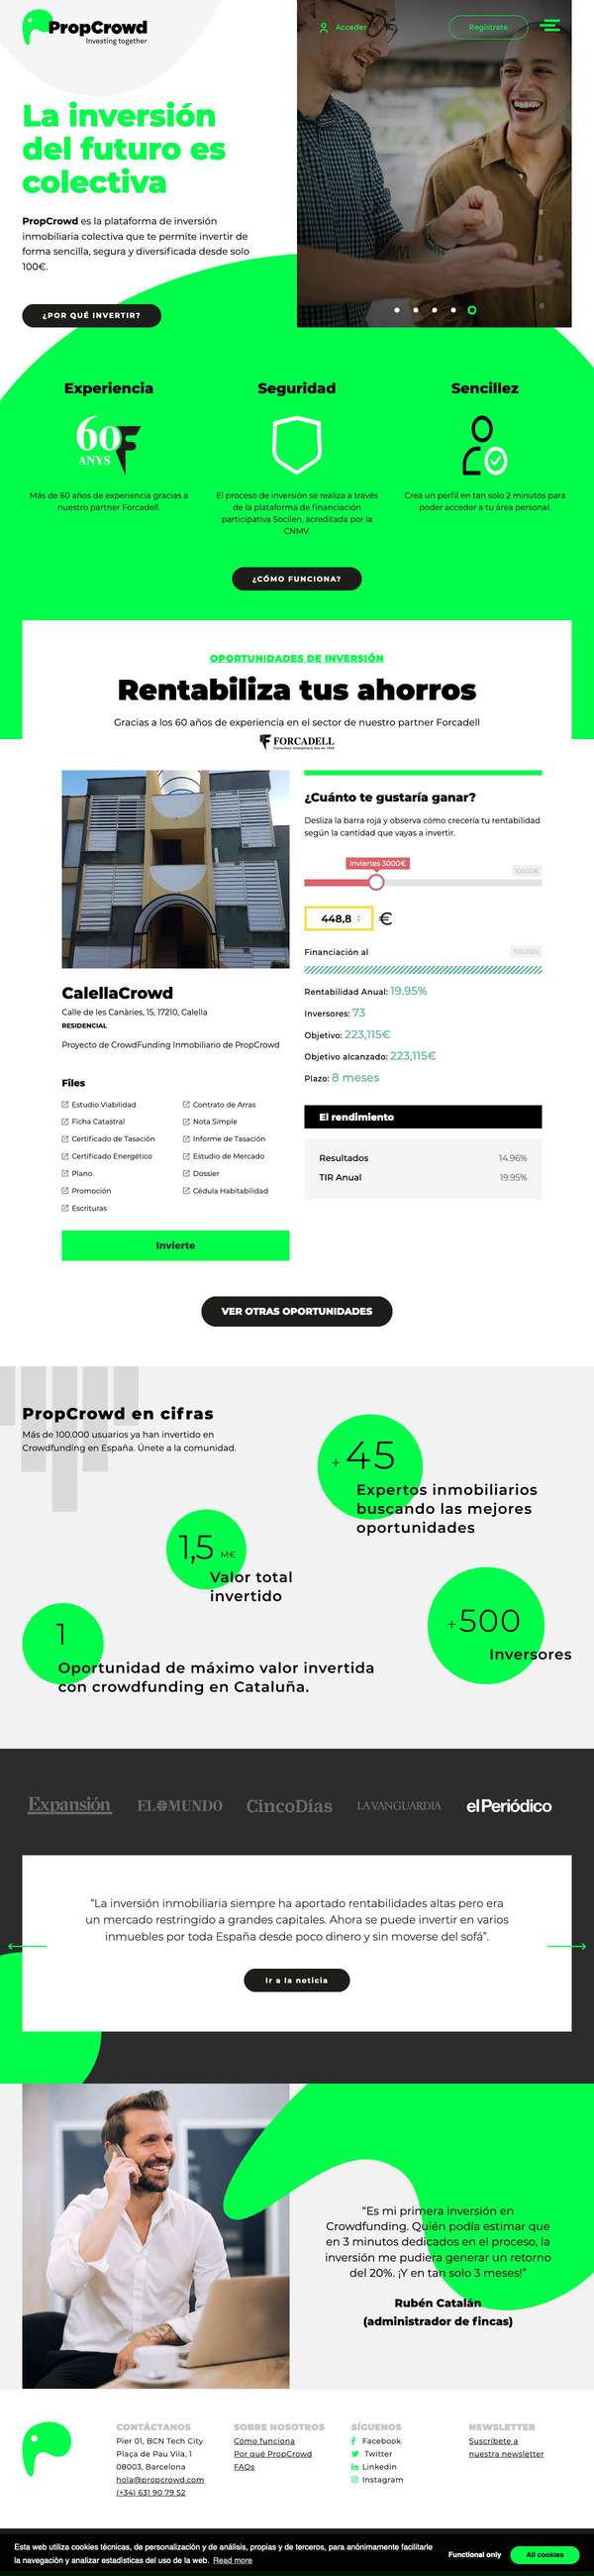 PropCrowd
Investing together
Acceder
Regístrate
La inversión
del futuro es
colectiva
PropCrowd es la plataforma de inversión
inmobiliaria colectiva que te permite invertir de
forma sencilla, segura y diversificada desde solo
100€.
¿POR QUÉ INVERTIR?
Experiencia
Seguridad
Sencillez
60
ANYS
Más de 60 años de experiencia gracias a
nuestro partner Forcadell.
El proceso de inversión se realiza a través
de la plataforma de financiación
participativa Socilen, acreditada por la
CNMV.
Crea un perfil en tan solo 2 minutos para
poder acceder a tu área personal.
¿CÓMO FUNCIONA?
OPORTUNIDADES DE INVERSIÓN
Rentabiliza tus ahorros
Gracias a los 60 años de experiencia en el sector de nuestro partner Forcadell
FORCADELL
¿Cuánto te gustaría ganar?
Desliza la barra roja y observa cómo crecería tu rentabilidad
según la cantidad que vayas a invertir.
Inviertes 3000€
10000€
448,8 €
Financiación al
100.00%
Rentabilidad Anual: 19.95%
Inversores: 73
Objetivo: 223,115€
Objetivo alcanzado: 223,115€
Plazo: 8 meses
El rendimiento
Resultados 14.96%
TIR Anual 19.95%
CalellaCrowd
Calle de les Canàries, 15, 17210, Calella
RESIDENCIAL
Proyecto de CrowdFunding Inmobiliario de PropCrowd
Files
Estudio Viabilidad
Contrato de Arras
Ficha Catastral
Nota Simple
Certificado de Tasación
Informe de Tasación
Certificado Energético
Estudio de Mercado
Plano
Dossier
Promoción
Cédula Habitabilidad
Escrituras
Invierte
VER OTRAS OPORTUNIDADES
PropCrowd en cifras
Más de 100.000 usuarios ya han invertido en
Crowdfunding en España. Únete a la comunidad.
+ 45
Expertos inmobiliarios
buscando las mejores
oportunidades
1,5 M€
Valor total
invertido
+500
Inversores
1
Oportunidad de máximo valor invertida
con crowdfunding en Cataluña.
Expansión
EL MUNDO
CincoDías
LA VANGUARDIA
elPeriódico
“La inversión inmobiliaria siempre ha aportado rentabilidades altas pero era
un mercado restringido a grandes capitales. Ahora se puede invertir en varios
inmuebles por toda España desde poco dinero y sin moverse del sofá”.
Ir a la noticia
“Es mi primera inversión en
Crowdfunding. Quién podía estimar que
en 3 minutos dedicados en el proceso, la
inversión me pudiera generar un retorno
del 20%. ¡Y en tan solo 3 meses!”
Rubén Catalán
(administrador de fincas)
CONTÁCTANOS
Pier 01, BCN Tech City
Plaça de Pau Vila, 1
08003, Barcelona
hola@propcrowd.com
(+34) 631 90 79 52
SOBRE NOSOTROS
Cómo funciona
Por qué PropCrowd
FAQs
SÍGUENOS
Facebook
Twitter
Linkedin
Instagram
NEWSLETTER
Suscríbete a
nuestra newsletter
Esta web utiliza cookies técnicas, de personalización y de análisis, propias y de terceros, para anónimamente facilitarle
la navegación y analizar estadísticas del uso de la web. Read more
Functional only
All cookies